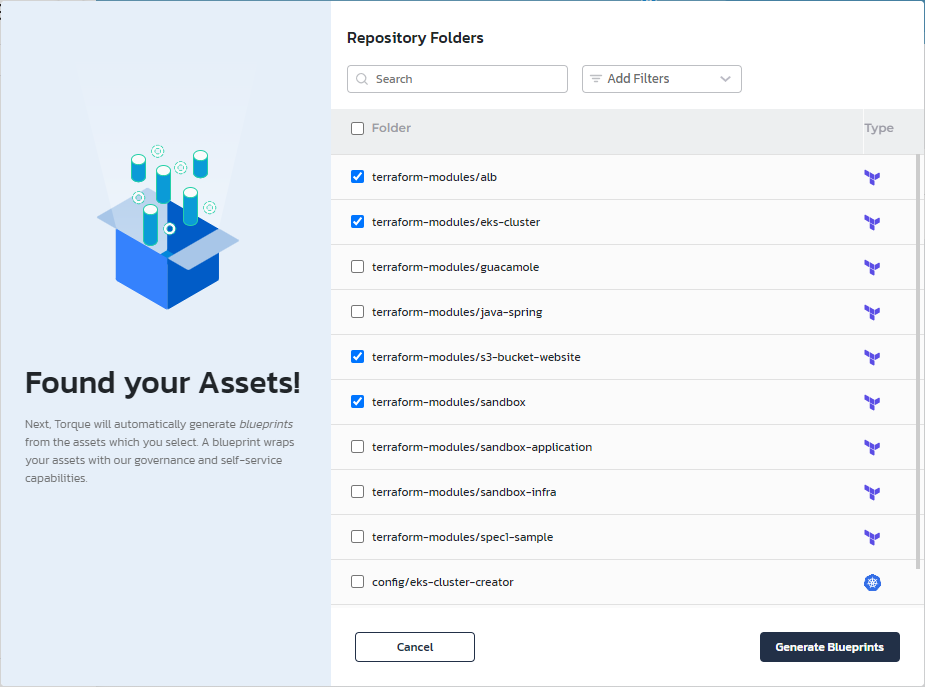 Found your Assets!
Next, Torque will automatically generate blueprints
from the assets which you select. A blueprint wraps
your assets with our governance and self-service
capabilities.
Repository Folders
Search
Add Filters
Folder
Type
terraform-modules/alb
terraform-modules/eks-cluster
terraform-modules/guacamole
terraform-modules/java-spring
terraform-modules/s3-bucket-website
terraform-modules/sandbox
terraform-modules/sandbox-application
terraform-modules/sandbox-infra
terraform-modules/spec1-sample
config/eks-cluster-creator
Cancel
Generate Blueprints